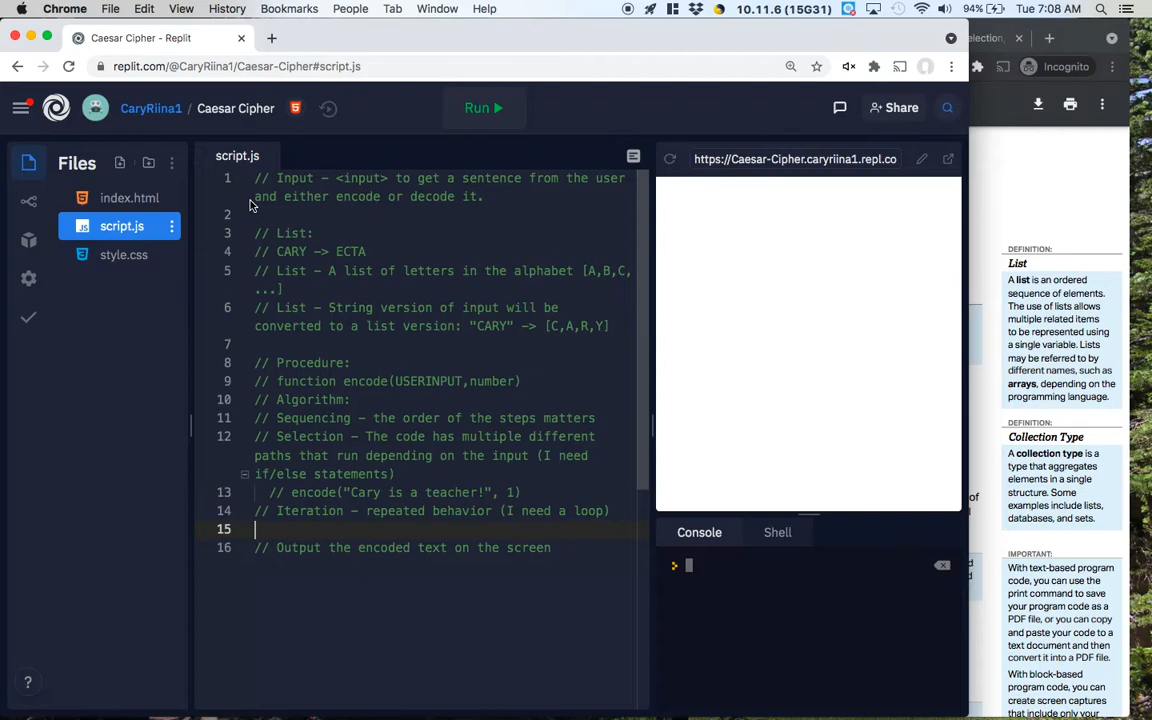 Chrome File Edit View History Bookmarks People Tab Window Help 10.11.6 (15G31) 94% Tue 7:08 AM
Caesar Cipher - Replit
election,
replit.com/@CaryRiina1/Caesar-Cipher#script.js
Incognito
CaryRiina1 / Caesar Cipher
Run
Share
Files
index.html
script.js
style.css
script.js
1 // Input - <input> to get a sentence from the user
and either encode or decode it.
2
3 // List:
4 // CARY -> ECTA
5 // List - A list of letters in the alphabet [A,B,C,
...]
6 // List - String version of input will be
converted to a list version: "CARY" -> [C,A,R,Y]
7
8 // Procedure:
9 // function encode(USERINPUT,number)
10 // Algorithm:
11 // Sequencing - the order of the steps matters
12 // Selection - The code has multiple different
paths that run depending on the input (I need
if/else statements)
13 // encode("Cary is a teacher!", 1)
14 // Iteration - repeated behavior (I need a loop)
15
16 // Output the encoded text on the screen
https://Caesar-Cipher.caryriina1.repl.co
Console
Shell
DEFINITION:
List
A list is an ordered
sequence of elements.
The use of lists allows
multiple related items
to be represented using
a single variable. Lists
may be referred to by
different names, such as
arrays, depending on the
programming language.
DEFINITION:
Collection Type
A collection type is a
type that aggregates
elements in a single
structure. Some
examples include lists,
databases, and sets.
IMPORTANT:
With text-based program
code, you can use the
print command to save
your program code as a
PDF file, or you can copy
and paste your code to a
text document and then
convert it into a PDF file.
With block-based
program code, you can
create screen captures
that include only your